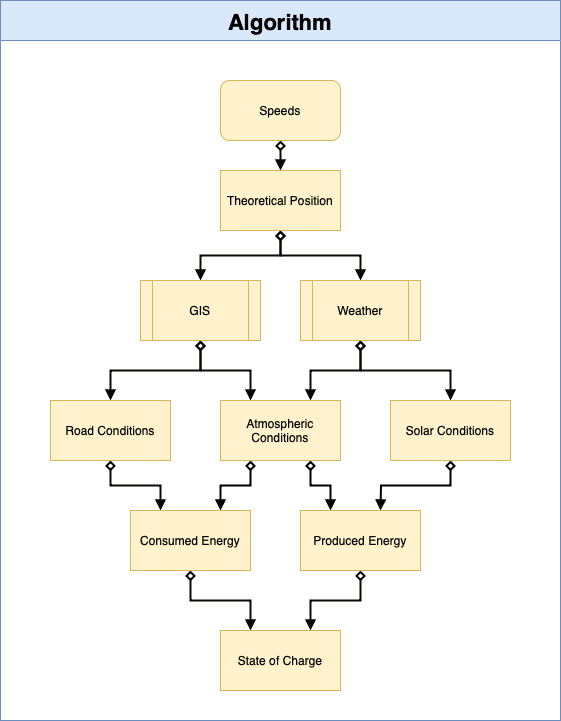 Algorithm
Speeds
Theoretical Position
GIS
Weather
Road Conditions
Atmospheric
Conditions
Solar Conditions
Consumed Energy
Produced Energy
State of Charge